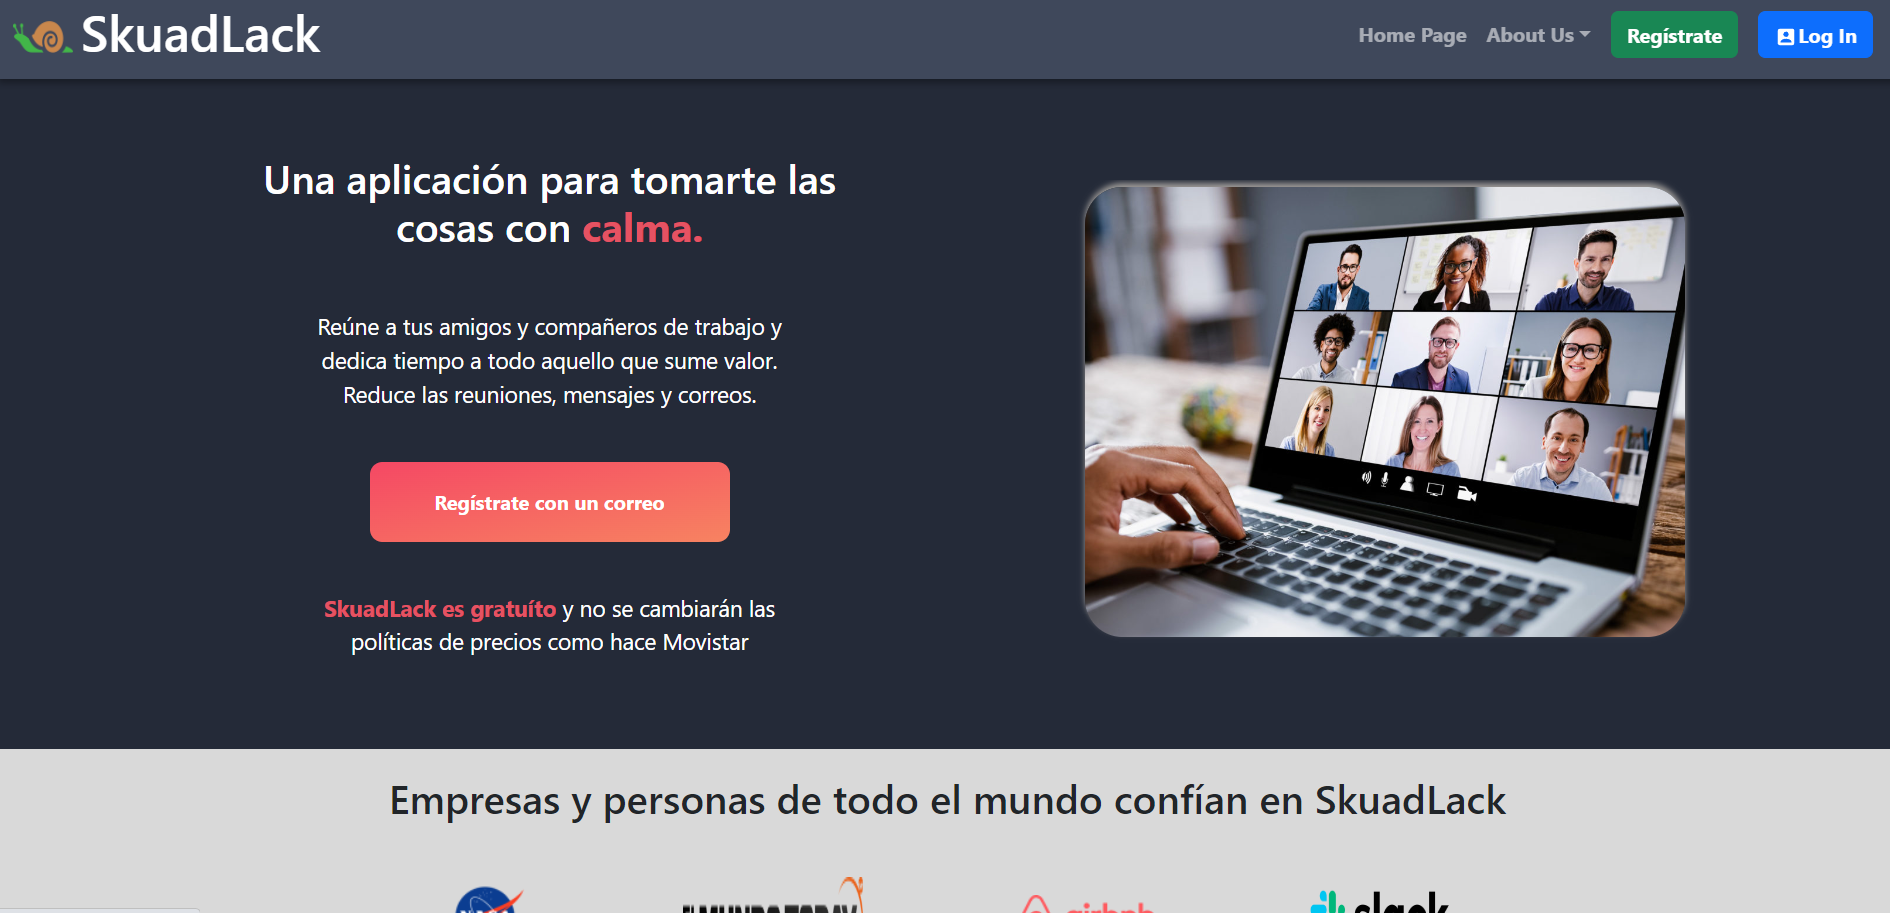 SkuadLack
Home Page
About Us
Regístrate
Log In
Una aplicación para tomarte las
cosas con calma.
Reúne a tus amigos y compañeros de trabajo y
dedica tiempo a todo aquello que sume valor.
Reduce las reuniones, mensajes y correos.
Regístrate con un correo
SkuadLack es gratuíto y no se cambiarán las
políticas de precios como hace Movistar
Empresas y personas de todo el mundo confían en SkuadLack
NASA
MUNDO TODAY
airbnb
slack